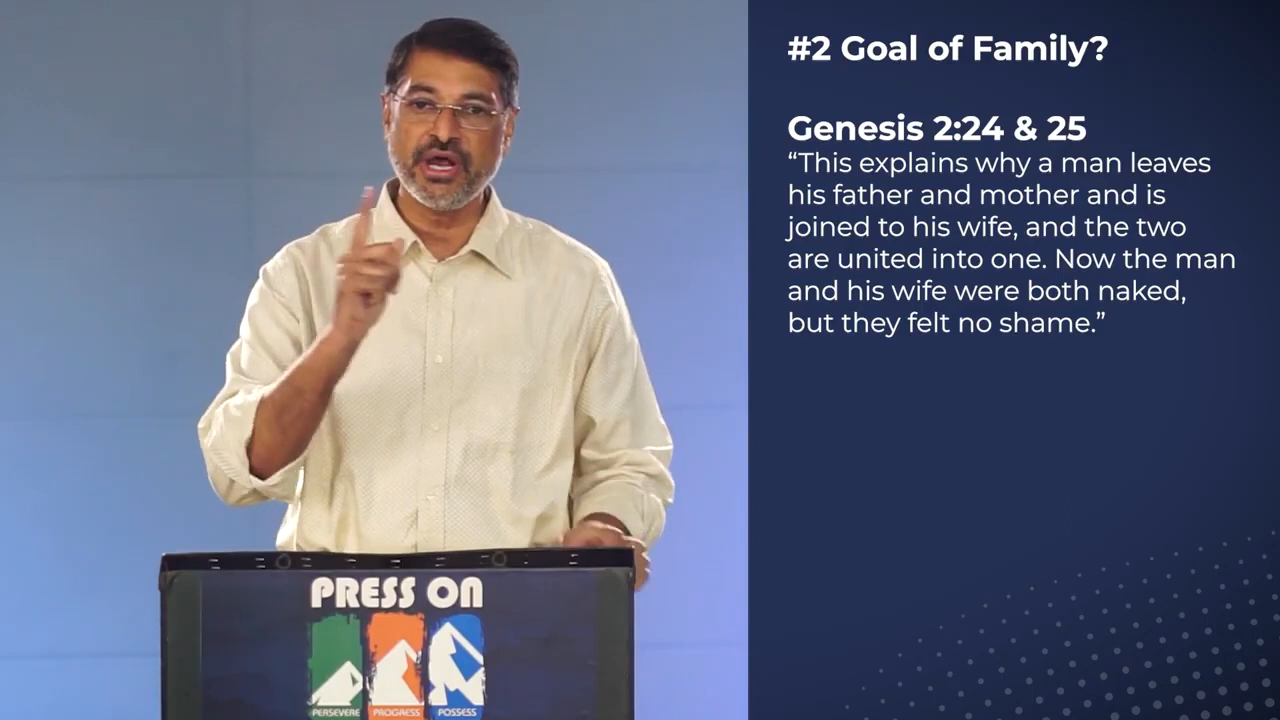 #2 Goal of Family?
Genesis 2:24 & 25
“This explains why a man leaves
his father and mother and is
joined to his wife, and the two
are united into one. Now the man
and his wife were both naked,
but they felt no shame.”
PRESS ON
PERSEVERE PROGRESS POSSESS